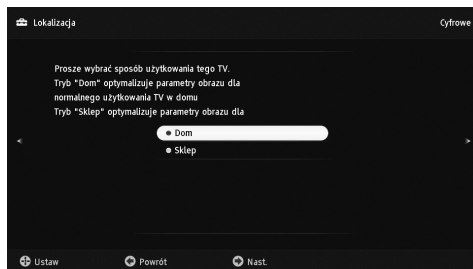 Lokalizacja
Cyfrowe
Prosze wybrać sposób użytkowania tego TV.
Tryb "Dom" optymalizuje parametry obrazu dla
normalnego użytkowania TV w domu
Tryb "Sklep" optymalizuje parametry obrazu dla
Dom
Sklep
Ustaw
Powrót
Nast.